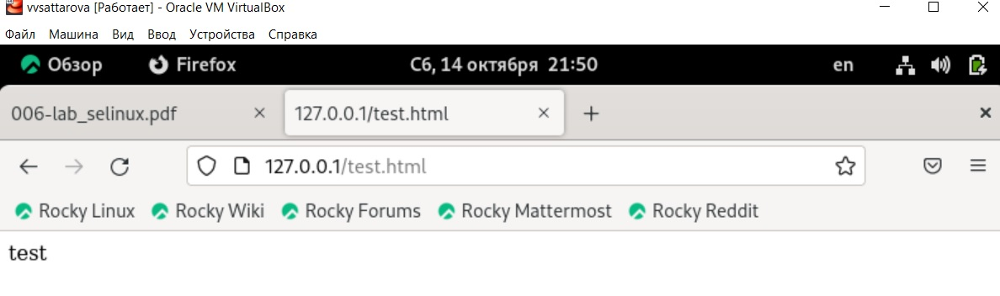 vvsattarova [Работает] - Oracle VM VirtualBox
Файл Машина Вид Ввод Устройства Справка
Обзор Firefox Сб, 14 октября 21:50 en
006-lab_selinux.pdf 127.0.0.1/test.html
127.0.0.1/test.html
Rocky Linux Rocky Wiki Rocky Forums Rocky Mattermost Rocky Reddit
test